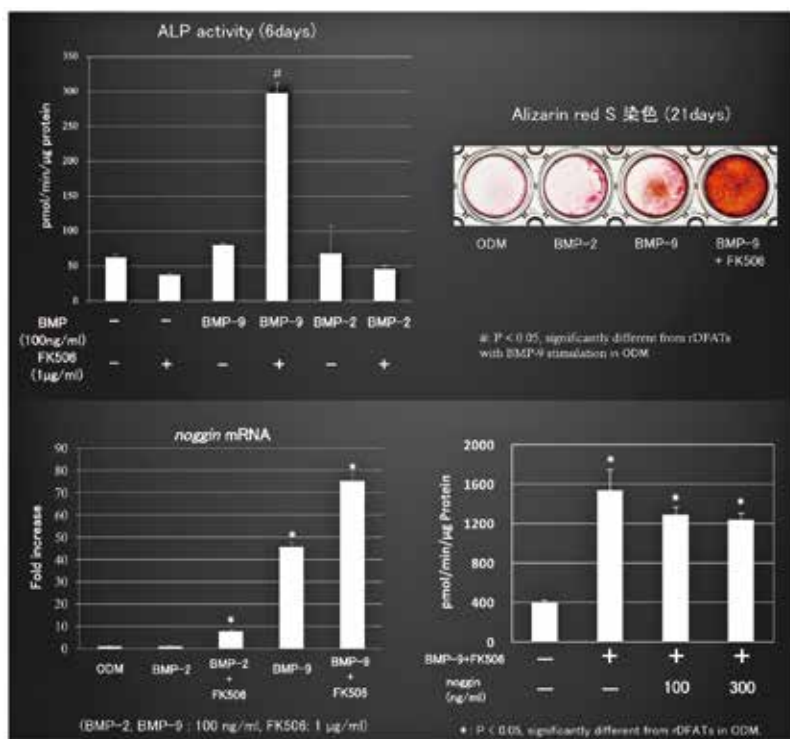 ALP activity (6days)
pmol/min/μg protein
350
300
250
200
150
100
50
0
#
BMP
(100ng/ml)
− − BMP-9 BMP-9 BMP-2 BMP-2
FK506
(1μg/ml)
− + − + − +
Alizarin red S 染色 (21days)
ODM BMP-2 BMP-9 BMP-9
+ FK506
#: P < 0.05, significantly different from rDFATs
with BMP-9 stimulation in ODM
noggin mRNA
Fold increase
90
80
70
60
50
40
30
20
10
0
* * *
ODM BMP-2 BMP-2 BMP-9 BMP-9
+ +
FK506 FK506
(BMP-2, BMP-9 : 100 ng/ml, FK506; 1 μg/ml)
pmol/min/μg Protein
2000
1600
1200
400
0
* * *
BMP-9+FK506 − + + +
noggin
(ng/ml)
− − 100 300
*: P < 0.05, significantly different from rDFATs in ODM.